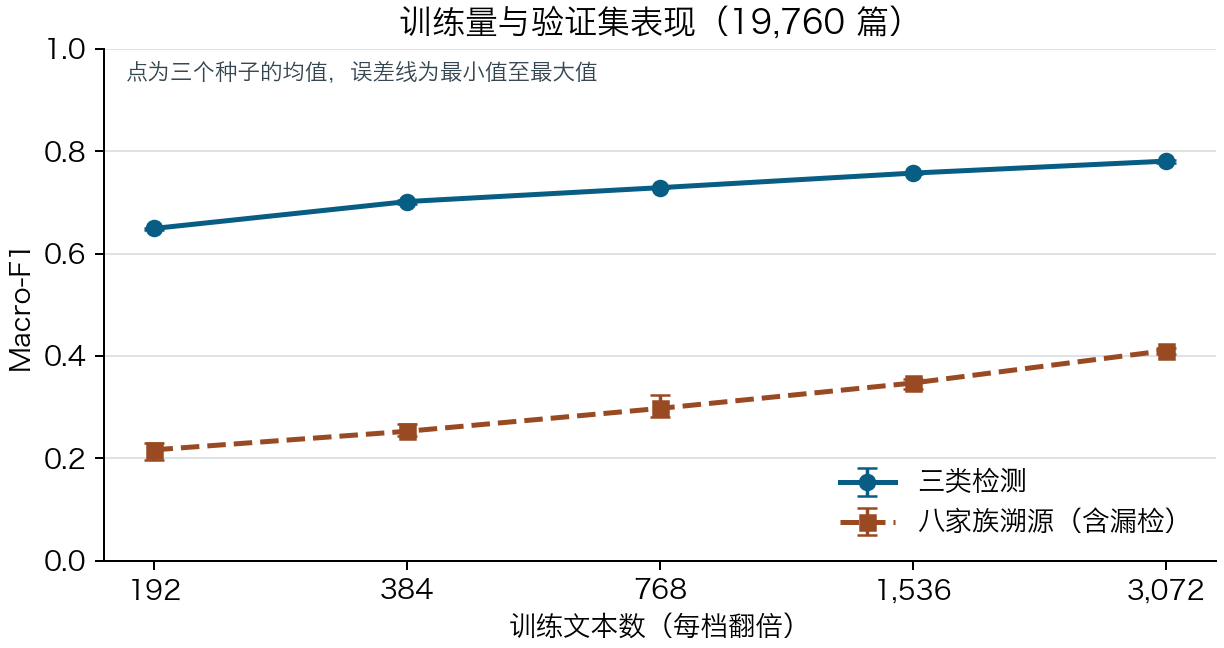 训练量与验证集表现（19,760 篇）
点为三个种子的均值，误差线为最小值至最大值
Macro-F1
1.0
0.8
0.6
0.4
0.2
0.0
三类检测
八家族溯源（含漏检）
192
384
768
1,536
3,072
训练文本数（每档翻倍）